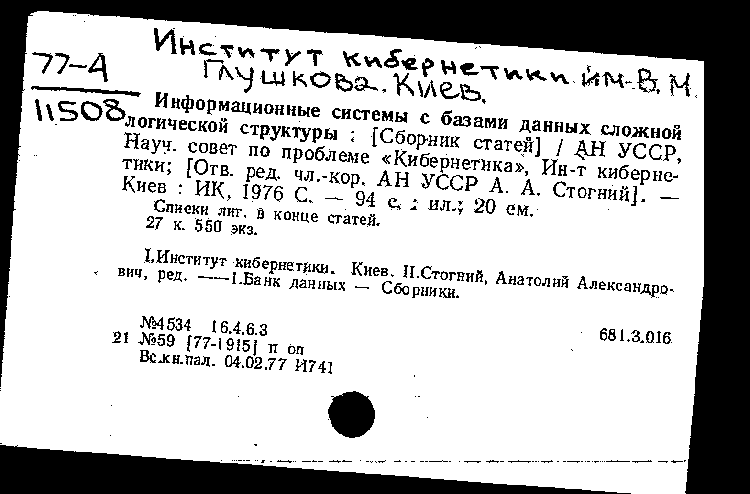 Институт кибернетики им. В. М.
Глушкова. Киев.
77-4
11508
Информационные системы с базами данных сложной
логической структуры : [Сборник статей] / АН УССР,
Науч. совет по проблеме «Кибернетика», Ин-т киберне-
тики; [Отв. ред. чл.-кор. АН УССР А. А. Стогний]. —
Киев : ИК, 1976 С. — 94 с. : ил.; 20 см.
Списки лит. в конце статей.
27 к. 550 экз.
I.Институт кибернетики. Киев. II.Стогний, Анатолий Александро-
вич, ред. ——1.Банк данных — Сборники.
№4534 16.4.6.3 681.3.016
21 №59 [77-1915] п оп
Вс.кн.пал. 04.02.77 И741